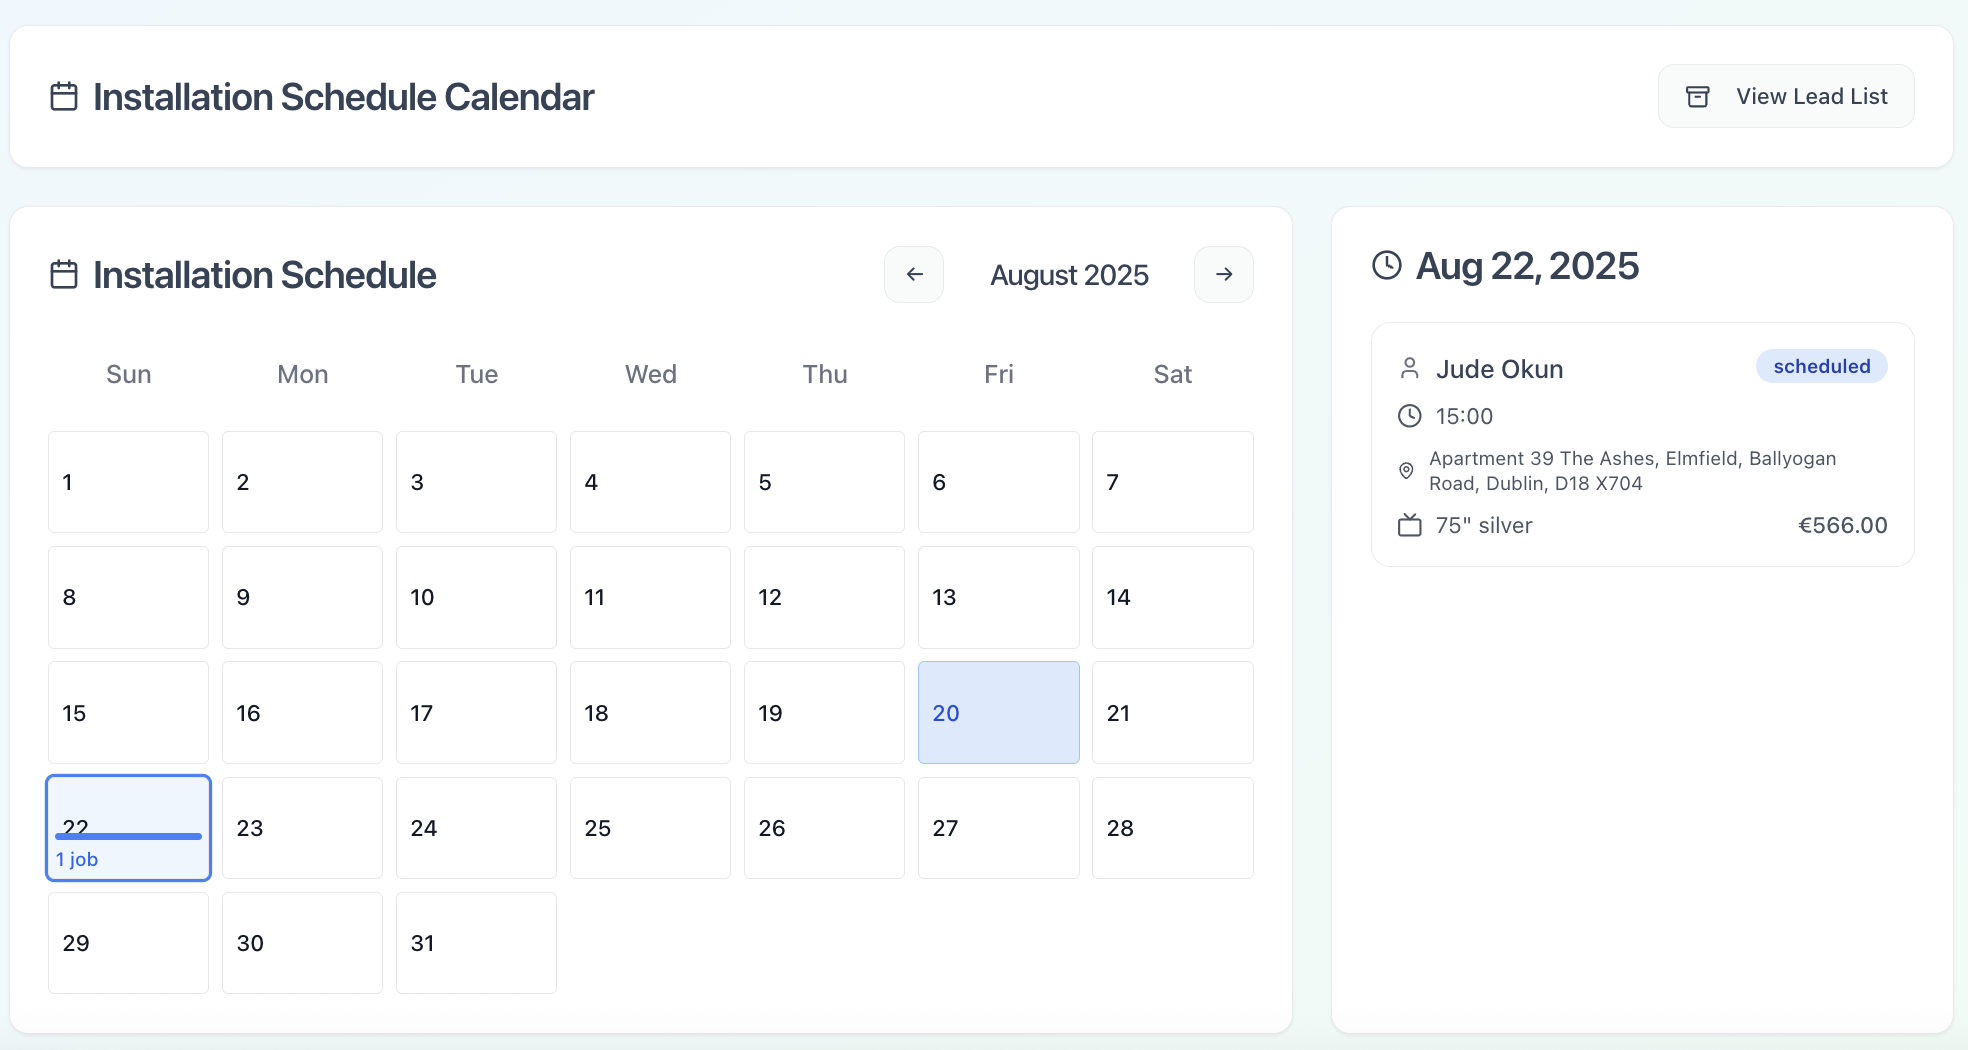 Installation Schedule Calendar
View Lead List
Installation Schedule
August 2025
Sun Mon Tue Wed Thu Fri Sat
1 2 3 4 5 6 7
8 9 10 11 12 13 14
15 16 17 18 19 20 21
22 23 24 25 26 27 28
1 job
29 30 31
Aug 22, 2025
Jude Okun scheduled
15:00
Apartment 39 The Ashes, Elmfield, Ballyogan
Road, Dublin, D18 X704
75" silver €566.00